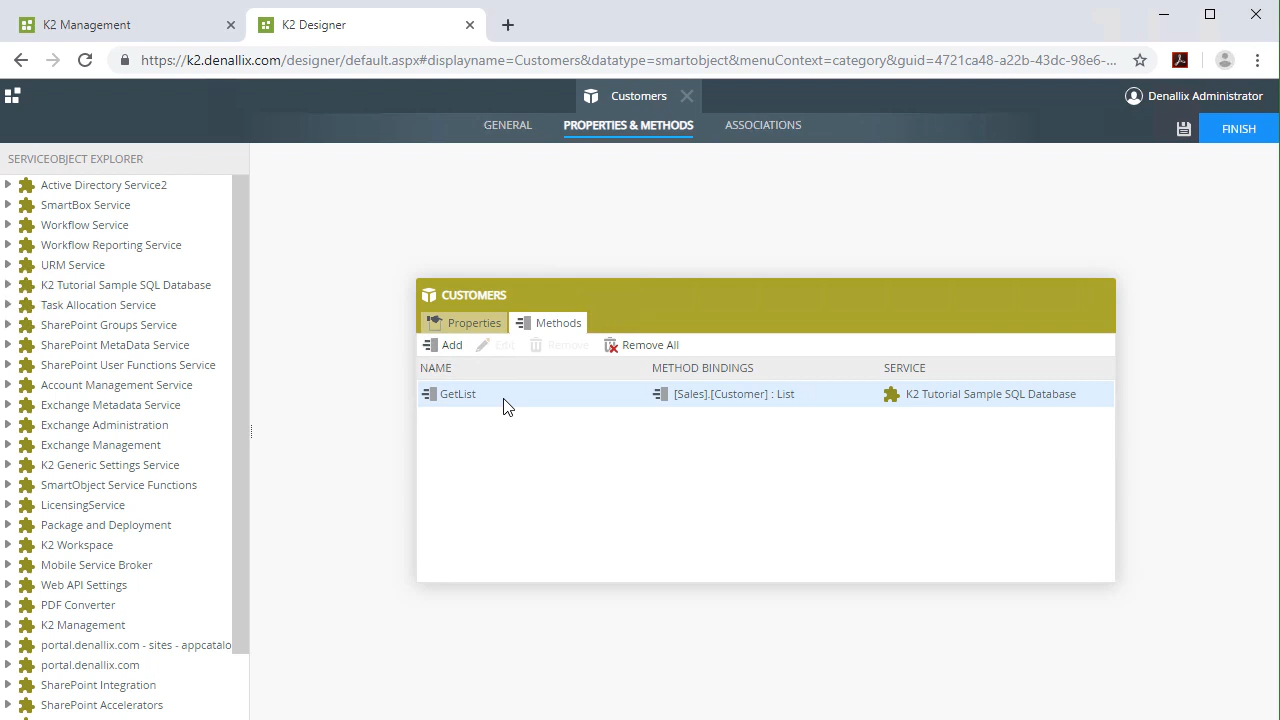 K2 Management
K2 Designer
https://k2.denallix.com/designer/default.aspx#displayname=Customers&datatype=smartobject&menuContext=category&guid=4721ca48-a22b-43dc-98e6-...
Customers
Denallix Administrator
GENERAL
PROPERTIES & METHODS
ASSOCIATIONS
FINISH
SERVICEOBJECT EXPLORER
Active Directory Service2
SmartBox Service
Workflow Service
Workflow Reporting Service
URM Service
K2 Tutorial Sample SQL Database
Task Allocation Service
SharePoint Groups Service
SharePoint MetaData Service
SharePoint User Functions Service
Account Management Service
Exchange Metadata Service
Exchange Administration
Exchange Management
K2 Generic Settings Service
SmartObject Service Functions
LicensingService
Package and Deployment
K2 Workspace
Mobile Service Broker
Web API Settings
PDF Converter
K2 Management
portal.denallix.com - sites - appcatalo
portal.denallix.com
SharePoint Integration
SharePoint Accelerators
CUSTOMERS
Properties
Methods
Add
Edit
Remove
Remove All
NAME
METHOD BINDINGS
SERVICE
GetList
[Sales].[Customer] : List
K2 Tutorial Sample SQL Database